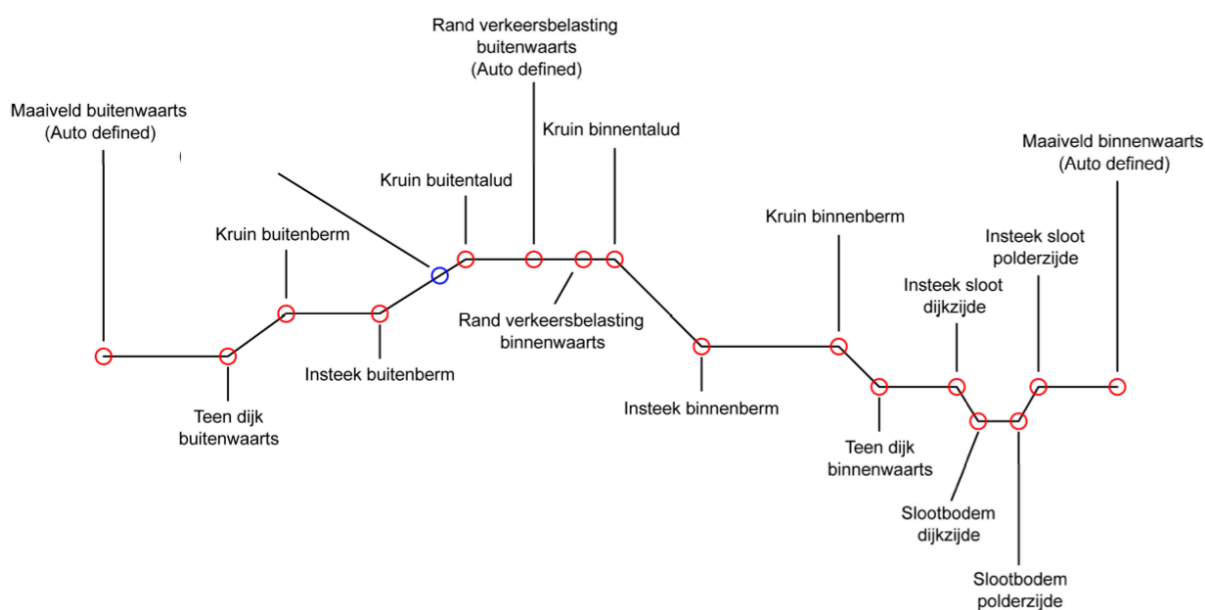 Rand verkeersbelasting
buitenwaarts
(Auto defined)
Maaiveld buitenwaarts
(Auto defined)
Kruin binnentalud
Maaiveld binnenwaarts
(Auto defined)
Kruin buitentalud
Kruin buitenberm
Kruin binnenberm
Insteek sloot
polderzijde
Insteek sloot
dijkzijde
Rand verkeersbelasting
binnenwaarts
Insteek buitenberm
Insteek binnenberm
Teen dijk
buitenwaarts
Teen dijk
binnenwaarts
Slootbodem
dijkzijde
Slootbodem
polderzijde